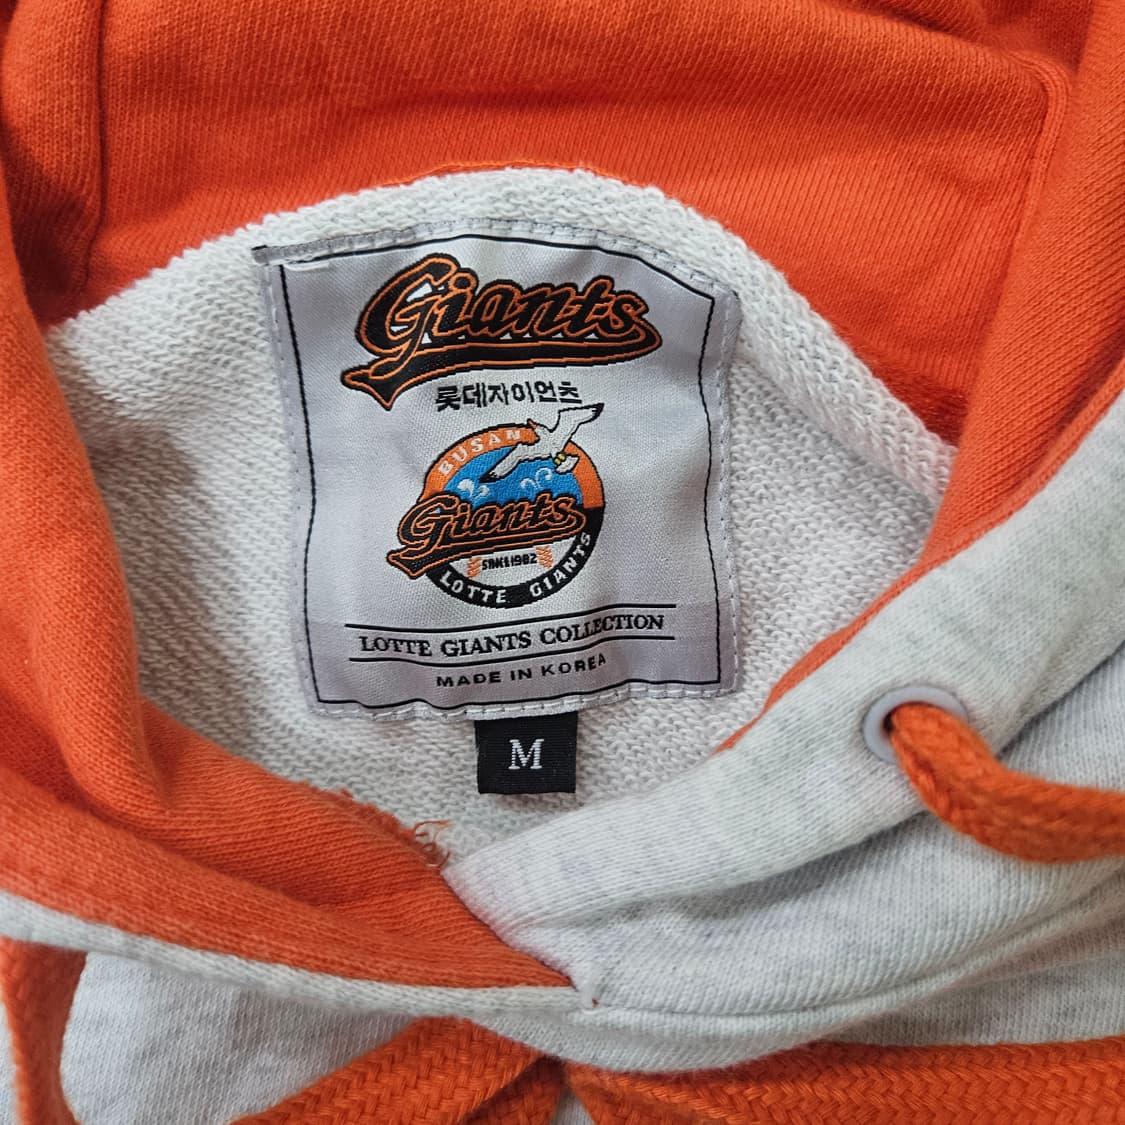 Giants
롯데자이언츠
BUSAN
Giants
SINCE 1982
LOTTE GIANTS
LOTTE GIANTS COLLECTION
MADE IN KOREA
M